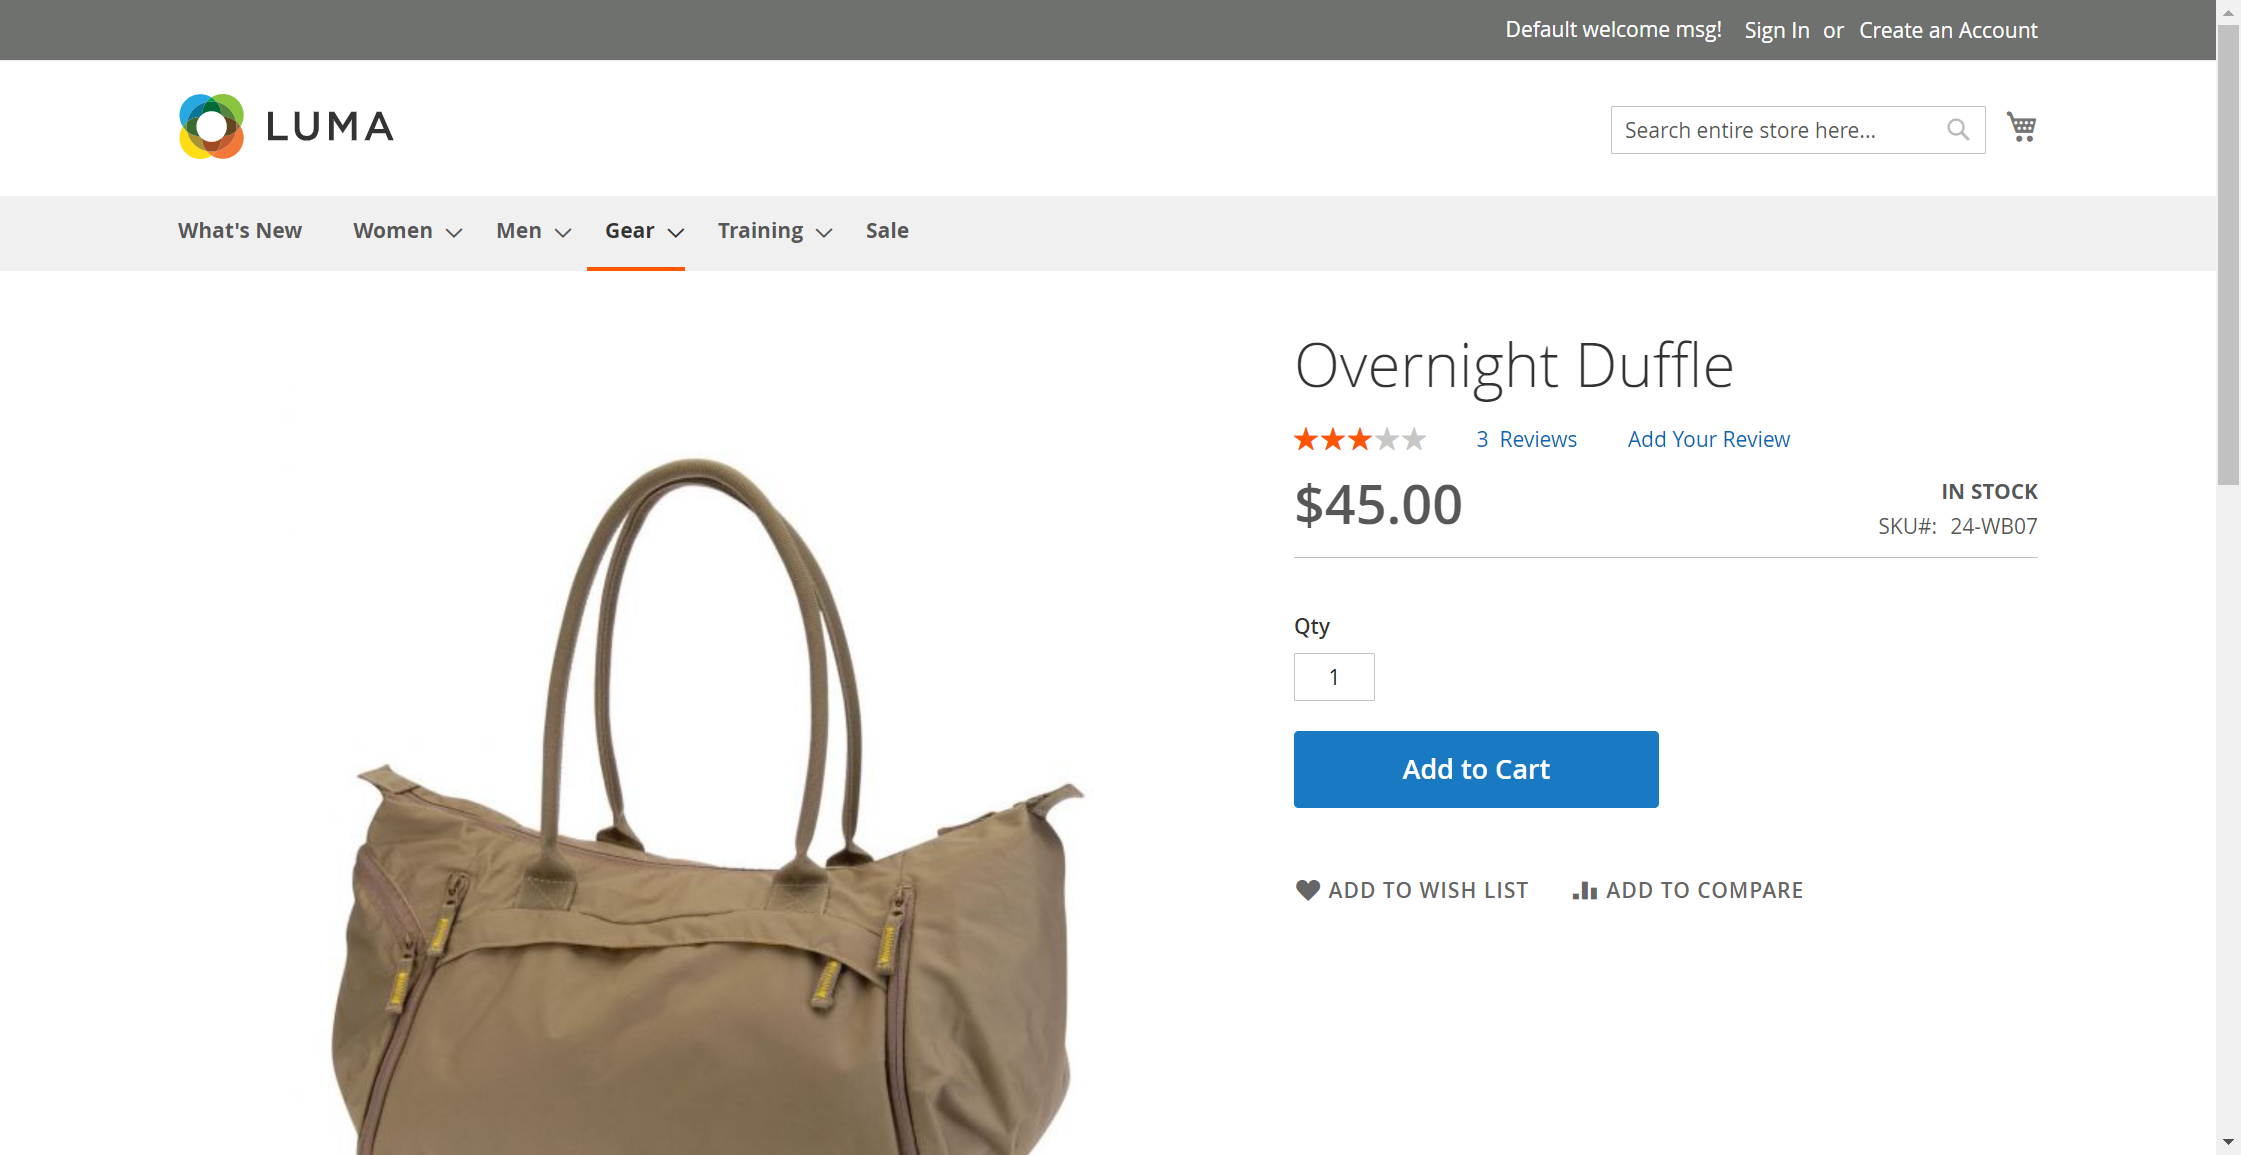 Default welcome msg! Sign In or Create an Account
LUMA
Search entire store here...
What's New Women Men Gear Training Sale
Overnight Duffle
3 Reviews Add Your Review
$45.00
IN STOCK
SKU#: 24-WB07
Qty
1
Add to Cart
ADD TO WISH LIST ADD TO COMPARE